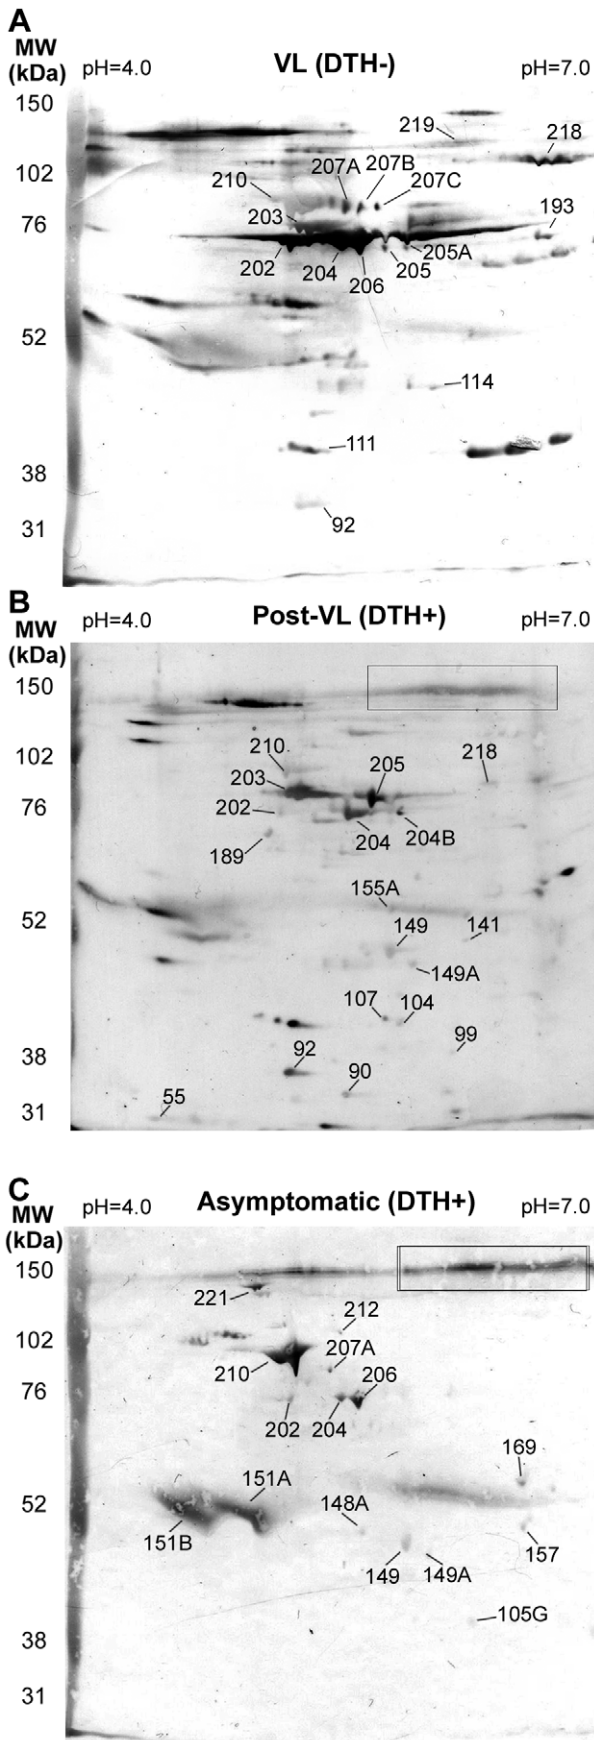 A
MW
(kDa)
pH=4.0
VL (DTH-)
pH=7.0
150
219
218
102
207A
207B
210
207C
76
203
193
202
204
206
205
205A
52
114
111
38
92
31
B
MW
(kDa)
pH=4.0
Post-VL (DTH+)
pH=7.0
150
102
210
203
205
218
76
202
204
204B
189
155A
52
149
141
149A
107
104
99
38
92
90
55
31
C
MW
(kDa)
pH=4.0
Asymptomatic (DTH+)
pH=7.0
150
221
212
102
207A
210
206
76
202
204
169
151A
52
148A
151B
157
149
149A
105G
38
31